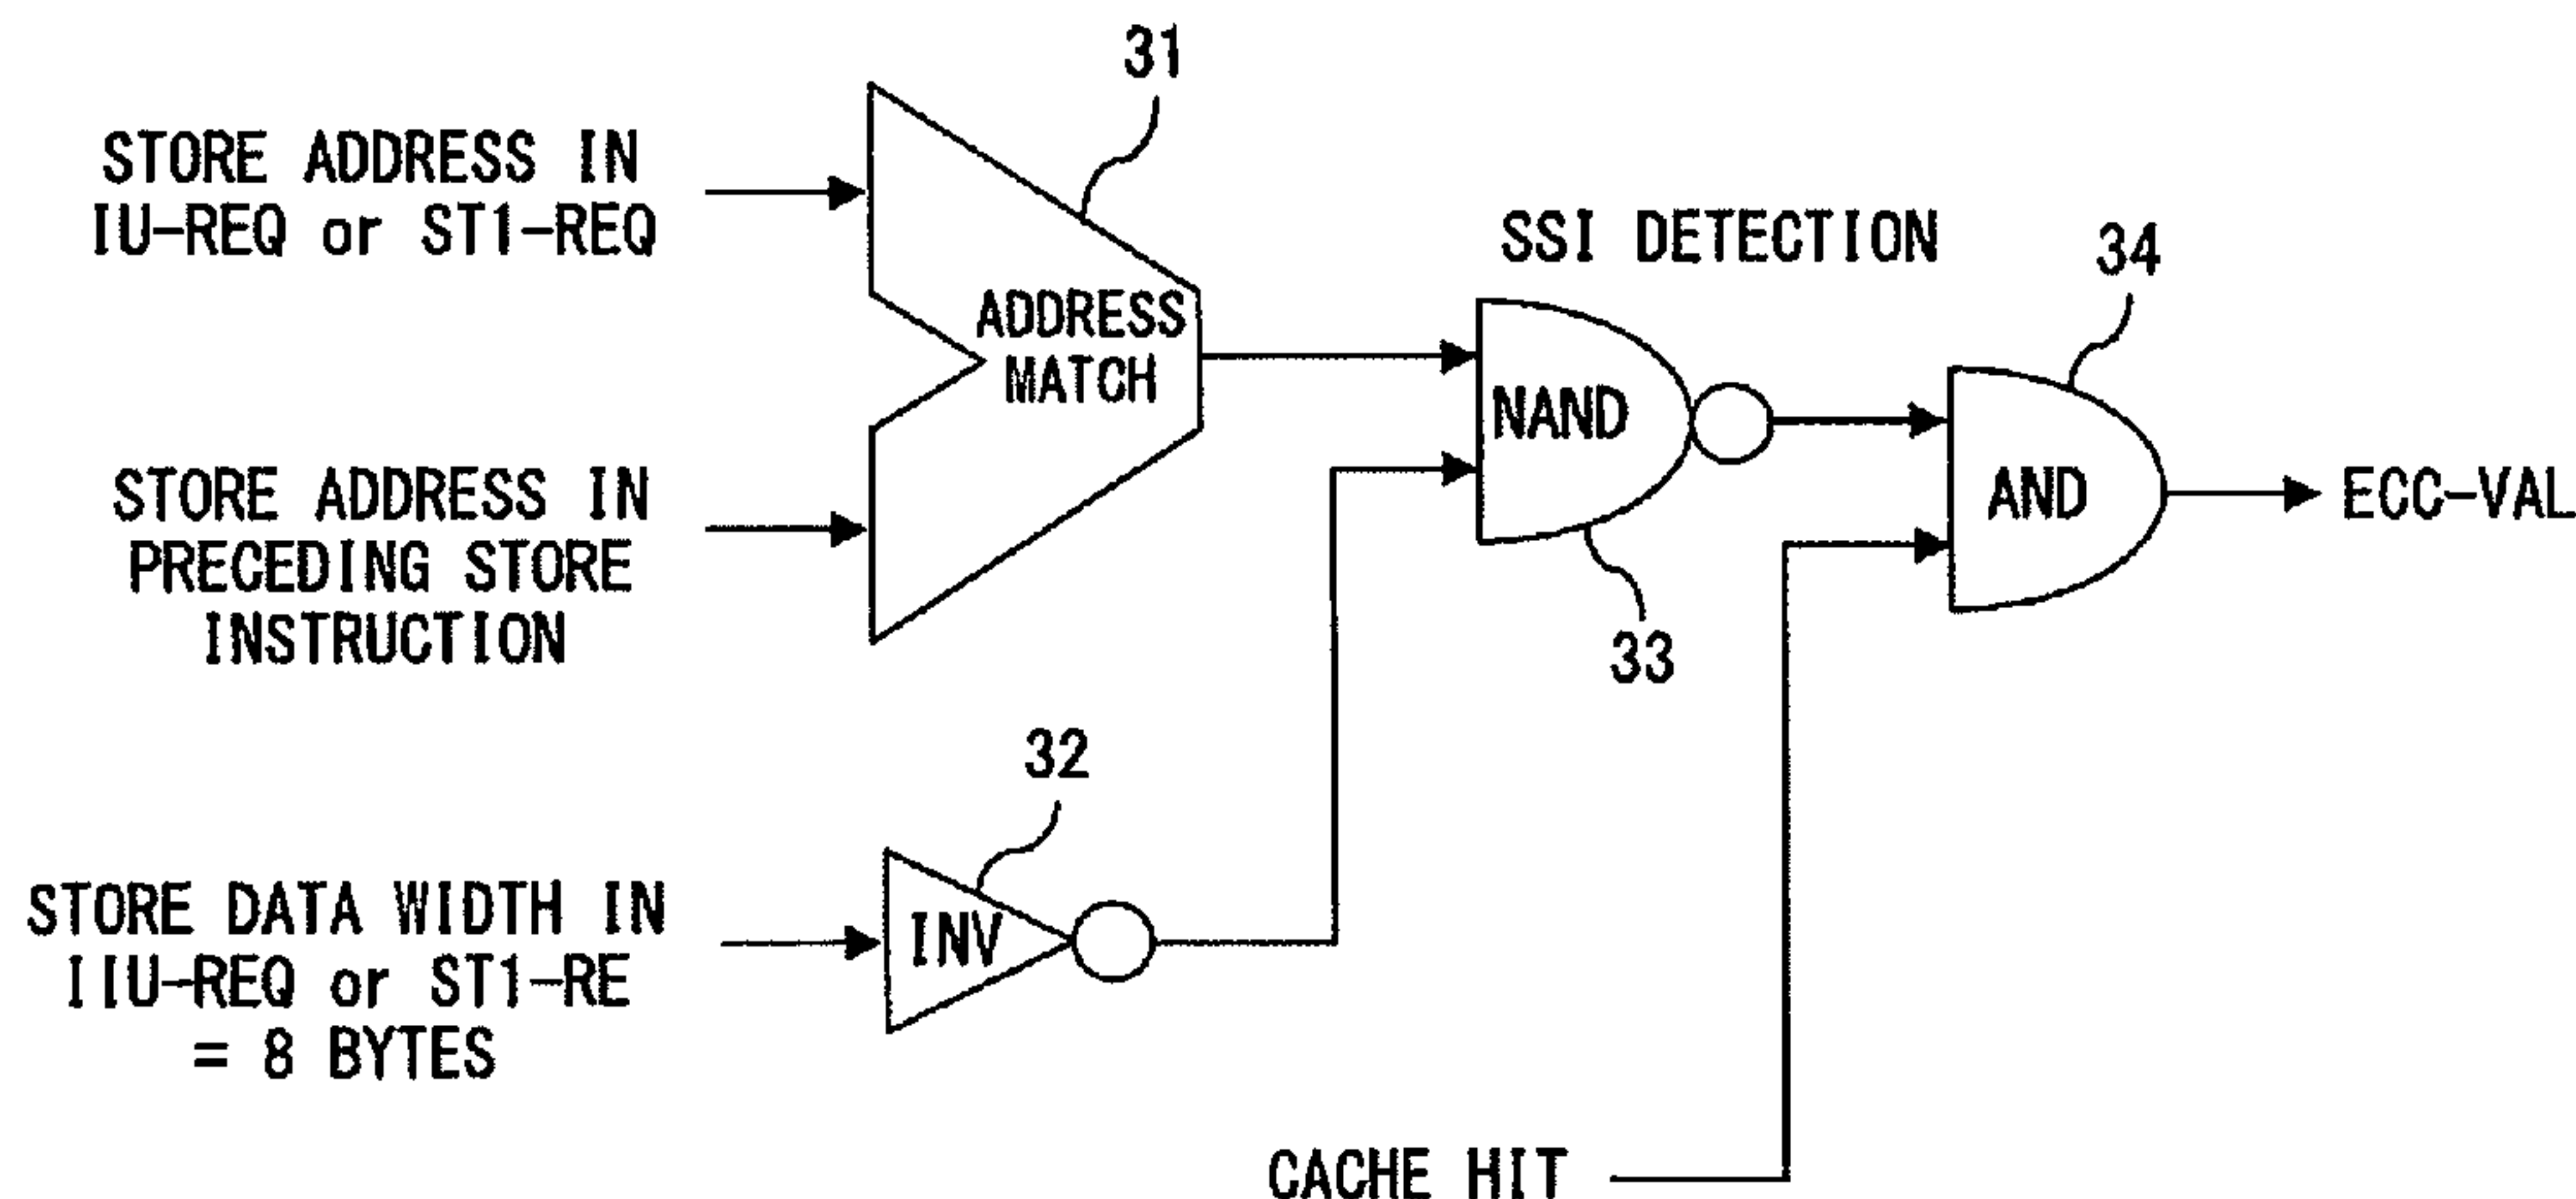 31
STORE ADDRESS IN
IU-REQ or ST1-REQ
ADDRESS
MATCH
SSI DETECTION
34
NAND
AND
ECC-VAL
STORE ADDRESS IN
PRECEDING STORE
INSTRUCTION
33
32
STORE DATA WIDTH IN
IIU-REQ or ST1-RE
= 8 BYTES
INV
CACHE HIT